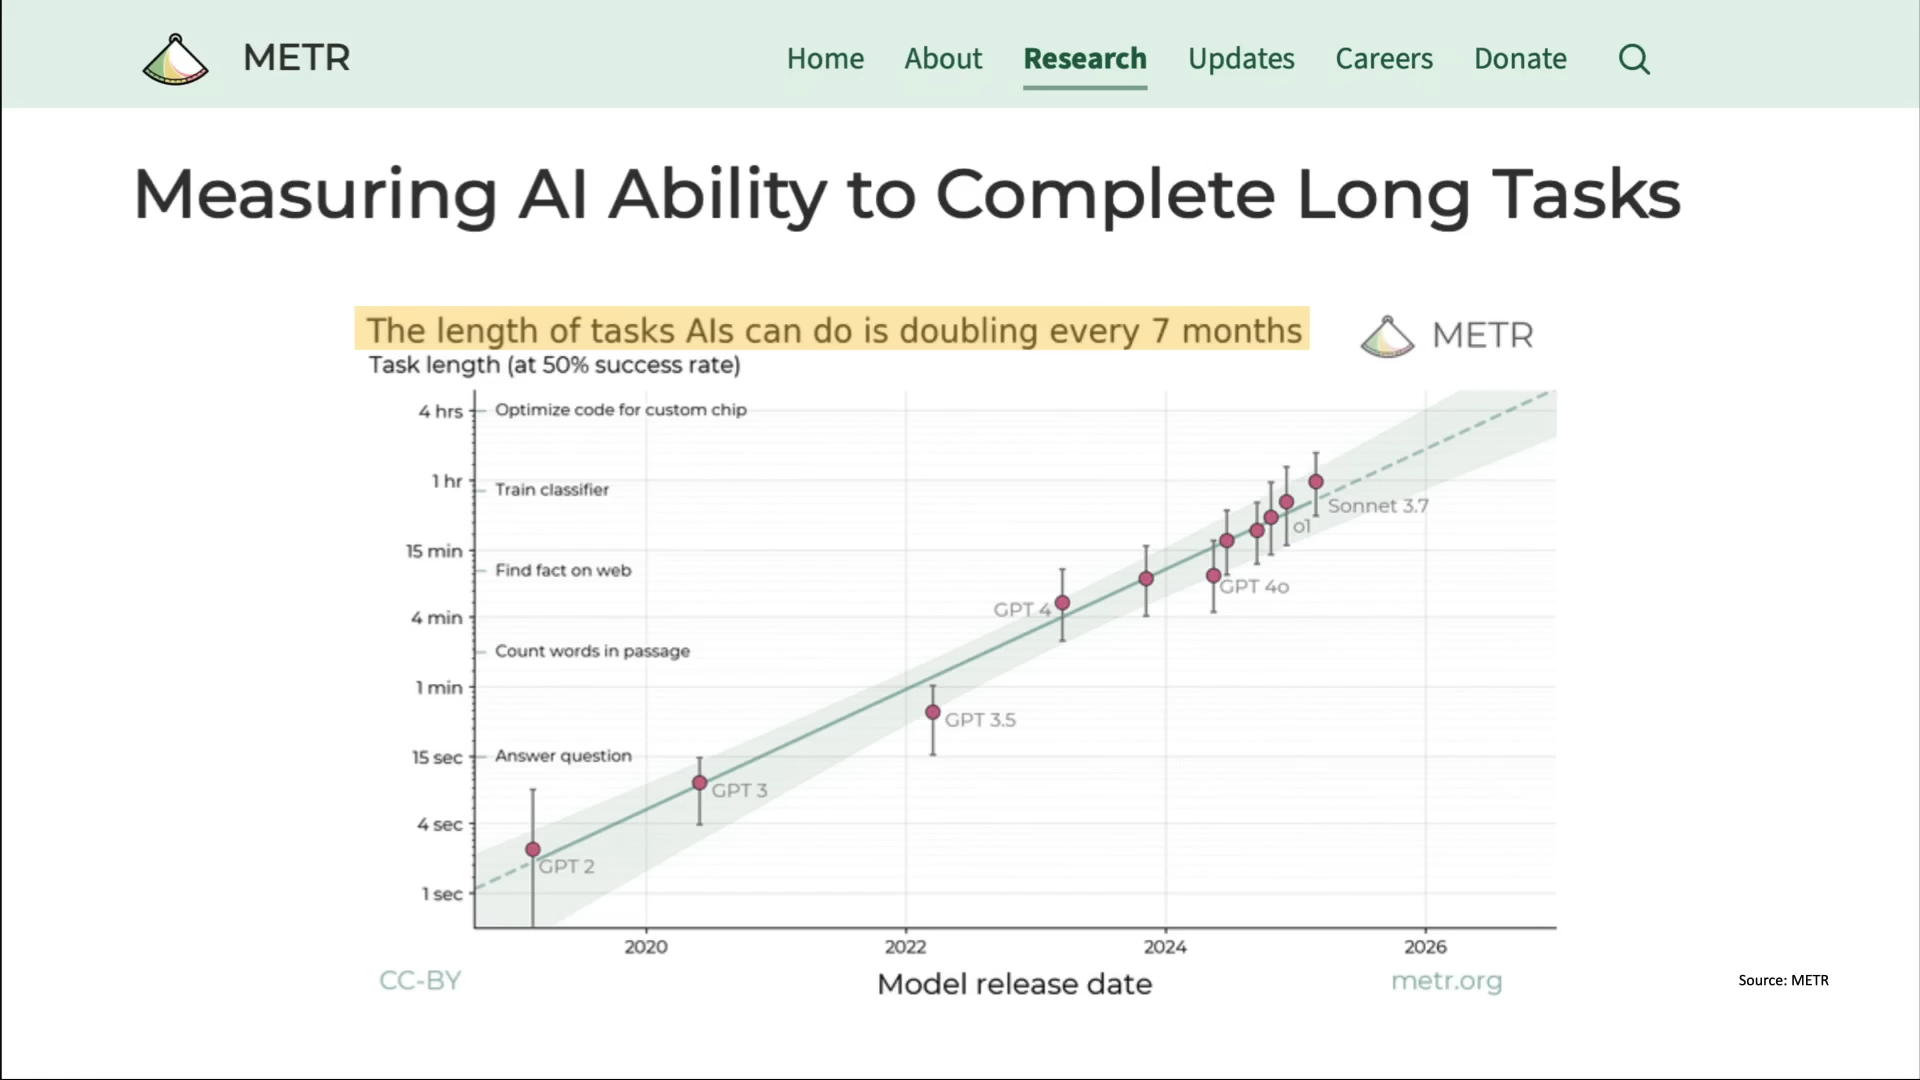 METR
Home About Research Updates Careers Donate
Measuring AI Ability to Complete Long Tasks
The length of tasks AIs can do is doubling every 7 months
METR
Task length (at 50% success rate)
4 hrs
Optimize code for custom chip
1 hr
Train classifier
Sonnet 3.7
o1
15 min
Find fact on web
GPT 4o
GPT 4
4 min
Count words in passage
1 min
GPT 3.5
15 sec
Answer question
GPT 3
4 sec
GPT 2
1 sec
2020 2022 2024 2026
CC-BY
Model release date
metr.org
Source: METR